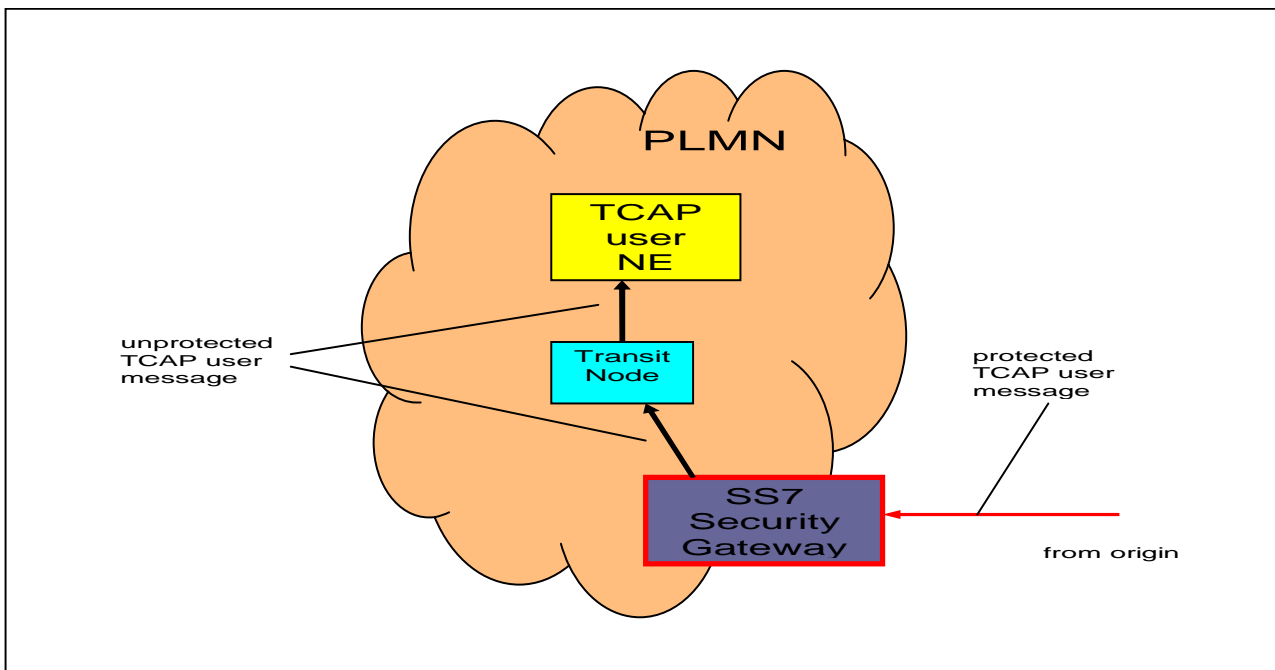 PLMN
TCAP
user
NE
unprotected
TCAP user
message
Transit
Node
protected
TCAP user
message
SS7
Security
Gateway
from origin